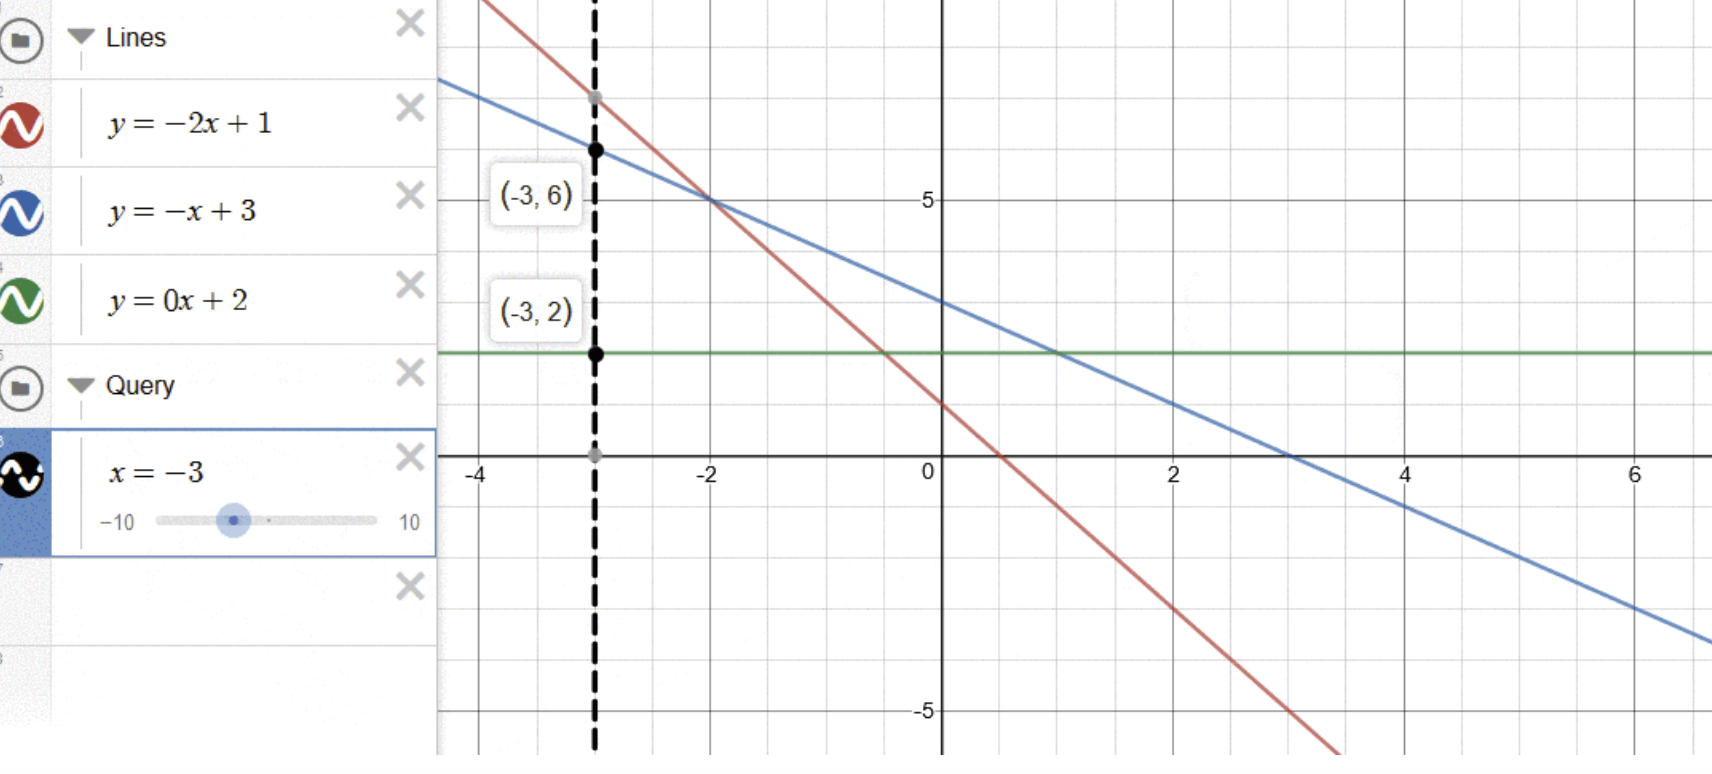 Lines
y = −2x + 1
y = −x + 3
y = 0x + 2
Query
x = −3
−10
10
(-3, 6)
(-3, 2)
5
-4
-2
0
2
4
6
-5